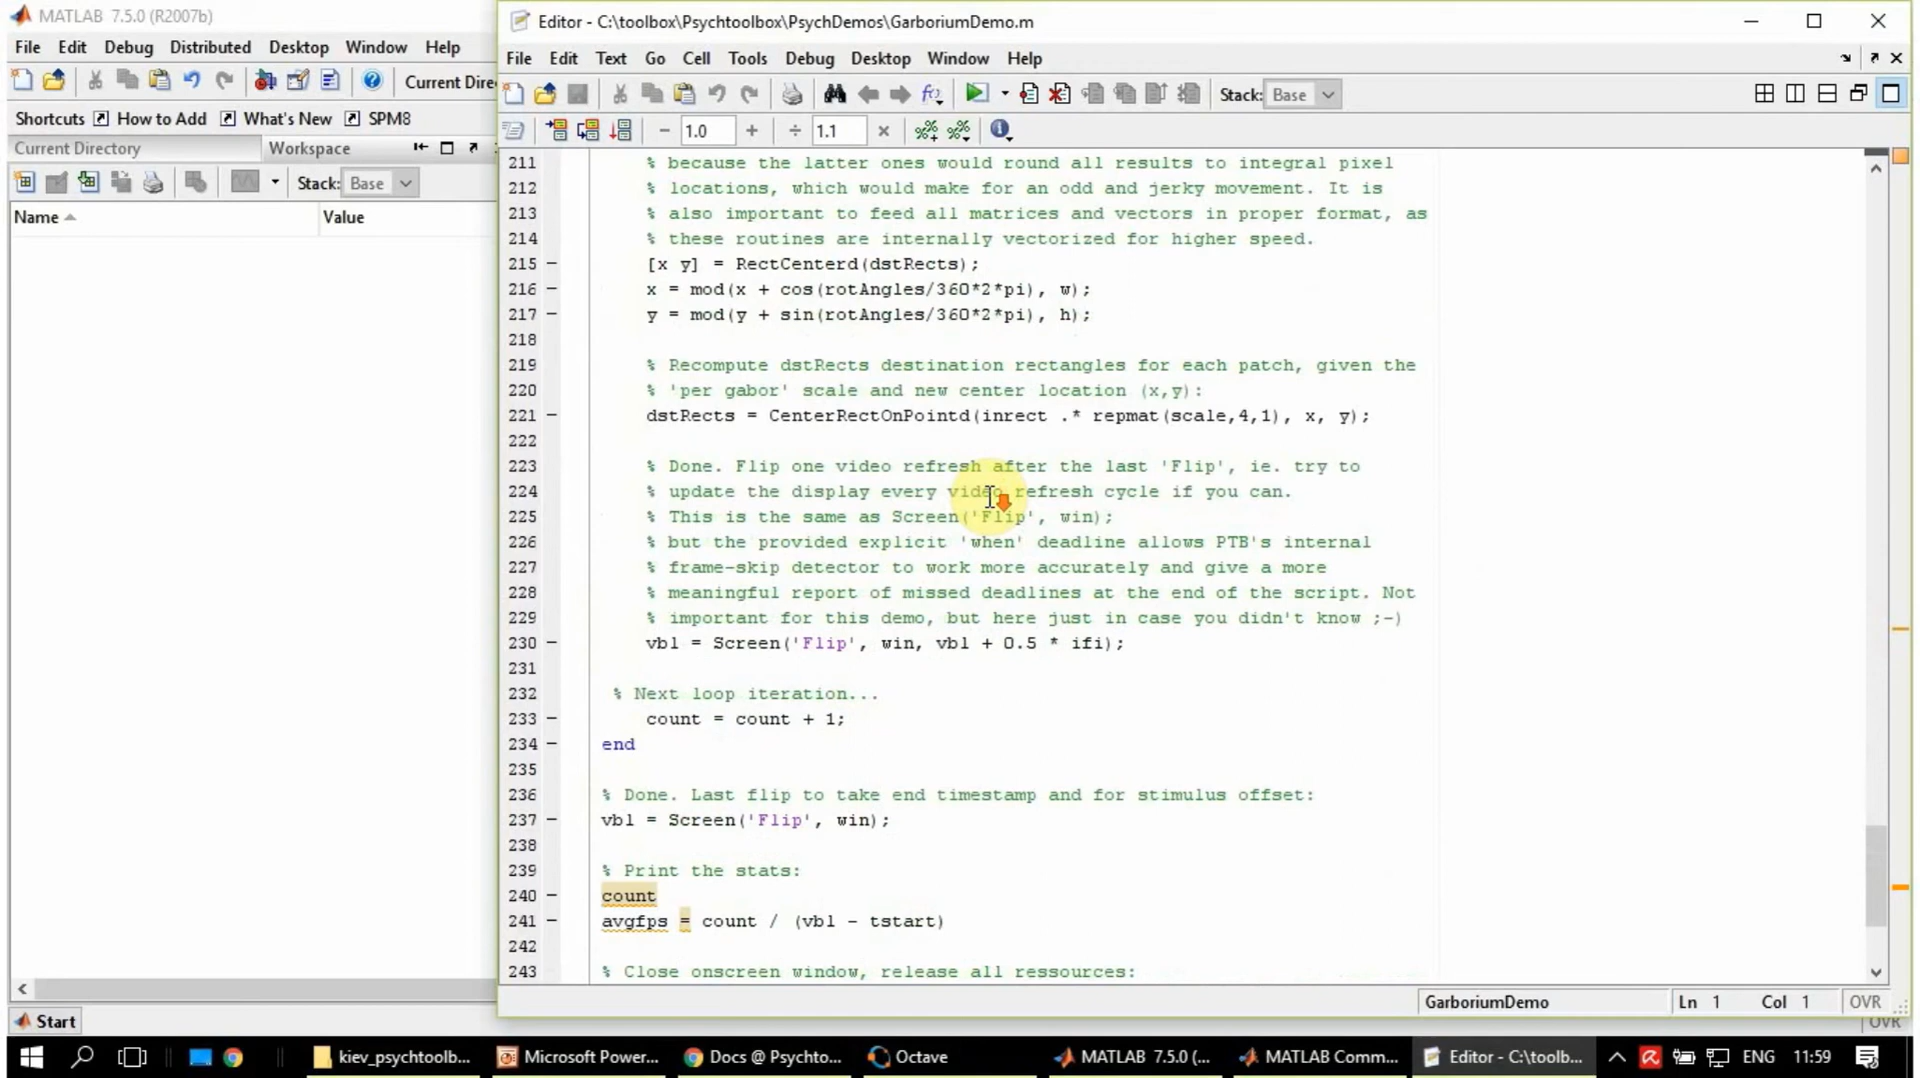 MATLAB 7.5.0 (R2007b)
File Edit Debug Distributed Desktop Window Help
Current Dire
Shortcuts How to Add What's New SPM8
Current Directory Workspace
Stack: Base
Name Value
Start
Editor - C:\toolbox\Psychtoolbox\PsychDemos\GarboriumDemo.m
File Edit Text Go Cell Tools Debug Desktop Window Help
Stack: Base
1.0 1.1
211 % because the latter ones would round all results to integral pixel
212 % locations, which would make for an odd and jerky movement. It is
213 % also important to feed all matrices and vectors in proper format, as
214 % these routines are internally vectorized for higher speed.
215 - [x y] = RectCenterd(dstRects);
216 - x = mod(x + cos(rotAngles/360*2*pi), w);
217 - y = mod(y + sin(rotAngles/360*2*pi), h);
218
219 % Recompute dstRects destination rectangles for each patch, given the
220 % 'per gabor' scale and new center location (x,y):
221 - dstRects = CenterRectOnPointd(inrect .* repmat(scale,4,1), x, y);
222
223 % Done. Flip one video refresh after the last 'Flip', ie. try to
224 % update the display every video refresh cycle if you can.
225 % This is the same as Screen('Flip', win);
226 % but the provided explicit 'when' deadline allows PTB's internal
227 % frame-skip detector to work more accurately and give a more
228 % meaningful report of missed deadlines at the end of the script. Not
229 % important for this demo, but here just in case you didn't know ;-)
230 - vbl = Screen('Flip', win, vbl + 0.5 * ifi);
231
232 % Next loop iteration...
233 - count = count + 1;
234 - end
235
236 % Done. Last flip to take end timestamp and for stimulus offset:
237 - vbl = Screen('Flip', win);
238
239 % Print the stats:
240 - count
241 - avgfps = count / (vbl - tstart)
242
243 % Close onscreen window, release all ressources:
GarboriumDemo Ln 1 Col 1 OVR
OVR
kiev_psychtoolb... Microsoft Power... Docs @ Psychto... Octave MATLAB 7.5.0 (... MATLAB Comm... Editor - C:\toolb... ENG 11:59